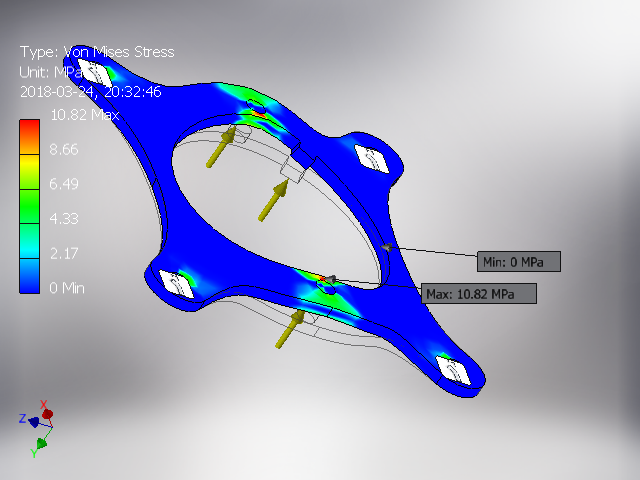 Type: Von Mises Stress
Unit: MPa
2018-03-24, 20:32:46
10.82 Max
8.66
6.49
4.33
2.17
0 Min
Min: 0 MPa
Max: 10.82 MPa
X
Z
Y